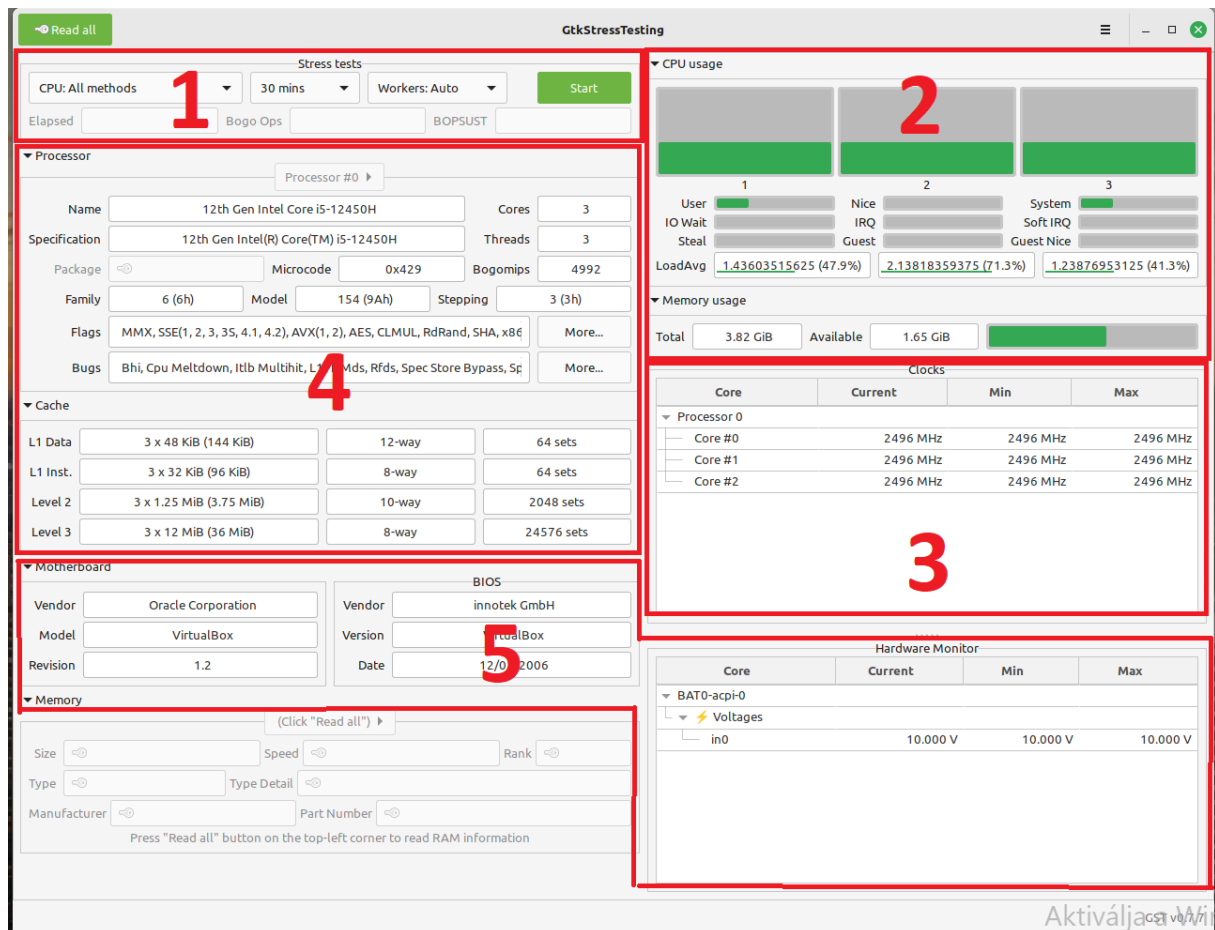 Read all
GtkStressTesting
Stress tests
CPU: All methods 30 mins Workers: Auto Start
Elapsed Bogo Ops BOPSUST
1
Processor
Processor #0
Name 12th Gen Intel Core i5-12450H Cores 3
Specification 12th Gen Intel(R) Core(TM) i5-12450H Threads 3
Package Microcode 0x429 Bogomips 4992
Family 6 (6h) Model 154 (9Ah) Stepping 3 (3h)
Flags MMX, SSE(1, 2, 3, 3S, 4.1, 4.2), AVX(1, 2), AES, CLMUL, RdRand, SHA, x86 More...
Bugs Bhi, Cpu Meltdown, Itlb Multihit, Mds, Rfds, Spec Store Bypass, Sp More...
4
Cache
L1 Data 3 x 48 KiB (144 KiB) 12-way 64 sets
L1 Inst. 3 x 32 KiB (96 KiB) 8-way 64 sets
Level 2 3 x 1.25 MiB (3.75 MiB) 10-way 2048 sets
Level 3 3 x 12 MiB (36 MiB) 8-way 24576 sets
Motherboard
BIOS
Vendor Oracle Corporation Vendor innotek GmbH
Model VirtualBox Version VirtualBox
Revision 1.2 Date 2006
5
Memory
(Click "Read all")
Size Speed Rank
Type Type Detail
Manufacturer Part Number
Press "Read all" button on the top-left corner to read RAM information
CPU usage
2
1 2 3
User Nice System
IO Wait IRQ Soft IRQ
Steal Guest Guest Nice
LoadAvg 1.43603515625 (47.9%) 2.13818359375 (71.3%) 1.23876953125 (41.3%)
Memory usage
Total 3.82 GiB Available 1.65 GiB
Clocks
Core Current Min Max
Processor 0
Core #0 2496 MHz 2496 MHz 2496 MHz
Core #1 2496 MHz 2496 MHz 2496 MHz
Core #2 2496 MHz 2496 MHz 2496 MHz
3
Hardware Monitor
Core Current Min Max
BAT0-acpi-0
Voltages
in0 10.000 V 10.000 V 10.000 V
Aktiválja a Wi
GST v0.7.7